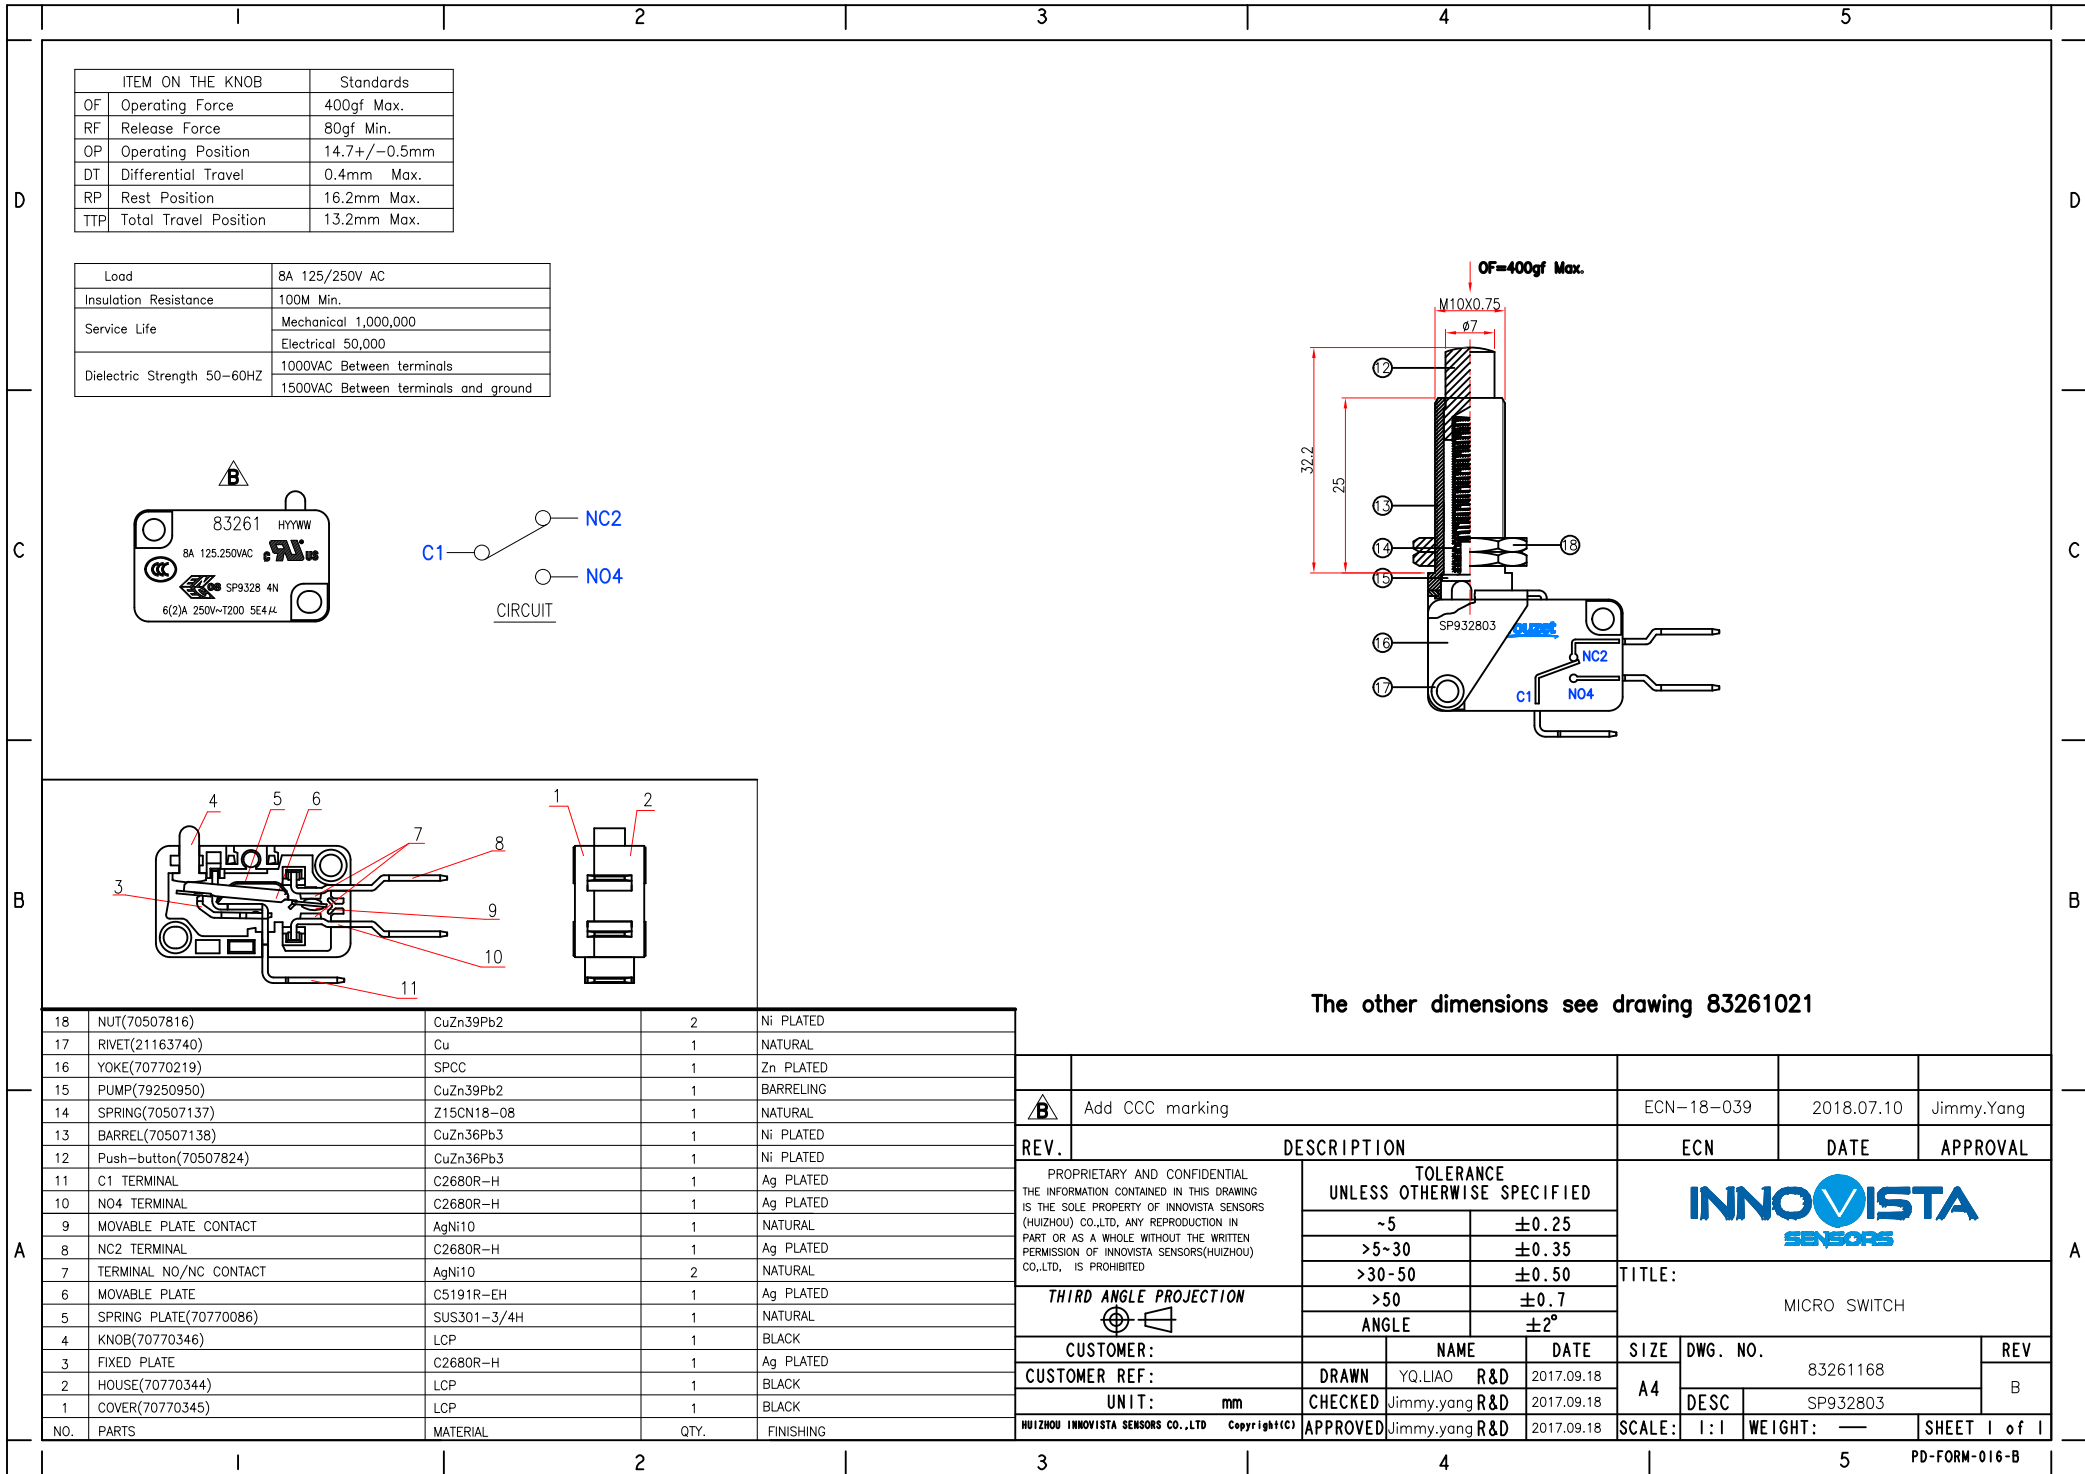 1 2 3 4 5
D D
C C
B B
A A
ITEM ON THE KNOB Standards
OF Operating Force 400gf Max.
RF Release Force 80gf Min.
OP Operating Position 14.7+/-0.5mm
DT Differential Travel 0.4mm Max.
RP Rest Position 16.2mm Max.
TTP Total Travel Position 13.2mm Max.
Load 8A 125/250V AC
Insulation Resistance 100M Min.
Service Life Mechanical 1,000,000
Electrical 50,000
Dielectric Strength 50-60HZ 1000VAC Between terminals
1500VAC Between terminals and ground
B
83261 HYYWW
8A 125.250VAC c US
CCC
SP9328 4N
6(2)A 250V~T200 5E4µ
C1 NC2
NO4
CIRCUIT
OF=400gf Max.
M10X0.75
ø7
32.2
25
12
13
14
15
16
17
18
SP932803
ouzet
NC2
NO4
C1
1
2
3
4
5
6
7
8
9
10
11
The other dimensions see drawing 83261021
18 NUT(70507816) CuZn39Pb2 2 Ni PLATED
17 RIVET(21163740) Cu 1 NATURAL
16 YOKE(70770219) SPCC 1 Zn PLATED
15 PUMP(79250950) CuZn39Pb2 1 BARRELING
14 SPRING(70507137) Z15CN18-08 1 NATURAL
13 BARREL(70507138) CuZn36Pb3 1 Ni PLATED
12 Push-button(70507824) CuZn36Pb3 1 Ni PLATED
11 C1 TERMINAL C2680R-H 1 Ag PLATED
10 NO4 TERMINAL C2680R-H 1 Ag PLATED
9 MOVABLE PLATE CONTACT AgNi10 1 NATURAL
8 NC2 TERMINAL C2680R-H 1 Ag PLATED
7 TERMINAL NO/NC CONTACT AgNi10 2 NATURAL
6 MOVABLE PLATE C5191R-EH 1 Ag PLATED
5 SPRING PLATE(70770086) SUS301-3/4H 1 NATURAL
4 KNOB(70770346) LCP 1 BLACK
3 FIXED PLATE C2680R-H 1 Ag PLATED
2 HOUSE(70770344) LCP 1 BLACK
1 COVER(70770345) LCP 1 BLACK
NO. PARTS MATERIAL QTY. FINISHING
B Add CCC marking ECN-18-039 2018.07.10 Jimmy.Yang
REV. DESCRIPTION ECN DATE APPROVAL
PROPRIETARY AND CONFIDENTIAL
THE INFORMATION CONTAINED IN THIS DRAWING
IS THE SOLE PROPERTY OF INNOVISTA SENSORS
(HUIZHOU) CO.,LTD, ANY REPRODUCTION IN
PART OR AS A WHOLE WITHOUT THE WRITTEN
PERMISSION OF INNOVISTA SENSORS(HUIZHOU)
CO,.LTD, IS PROHIBITED
TOLERANCE
UNLESS OTHERWISE SPECIFIED
~5 ±0.25
>5~30 ±0.35
>30-50 ±0.50
>50 ±0.7
ANGLE ±2°
THIRD ANGLE PROJECTION
INNOVISTA
SENSORS
TITLE:
MICRO SWITCH
CUSTOMER: NAME DATE
CUSTOMER REF: DRAWN YQ.LIAO R&D 2017.09.18
UNIT: mm CHECKED Jimmy.yang R&D 2017.09.18
HUIZHOU INNOVISTA SENSORS CO.,LTD Copyright(C) APPROVED Jimmy.yang R&D 2017.09.18
SIZE DWG. NO. REV
A4 83261168 B
DESC SP932803
SCALE: 1:1 WEIGHT: — SHEET 1 of 1
1 2 3 4 5
PD-FORM-016-B